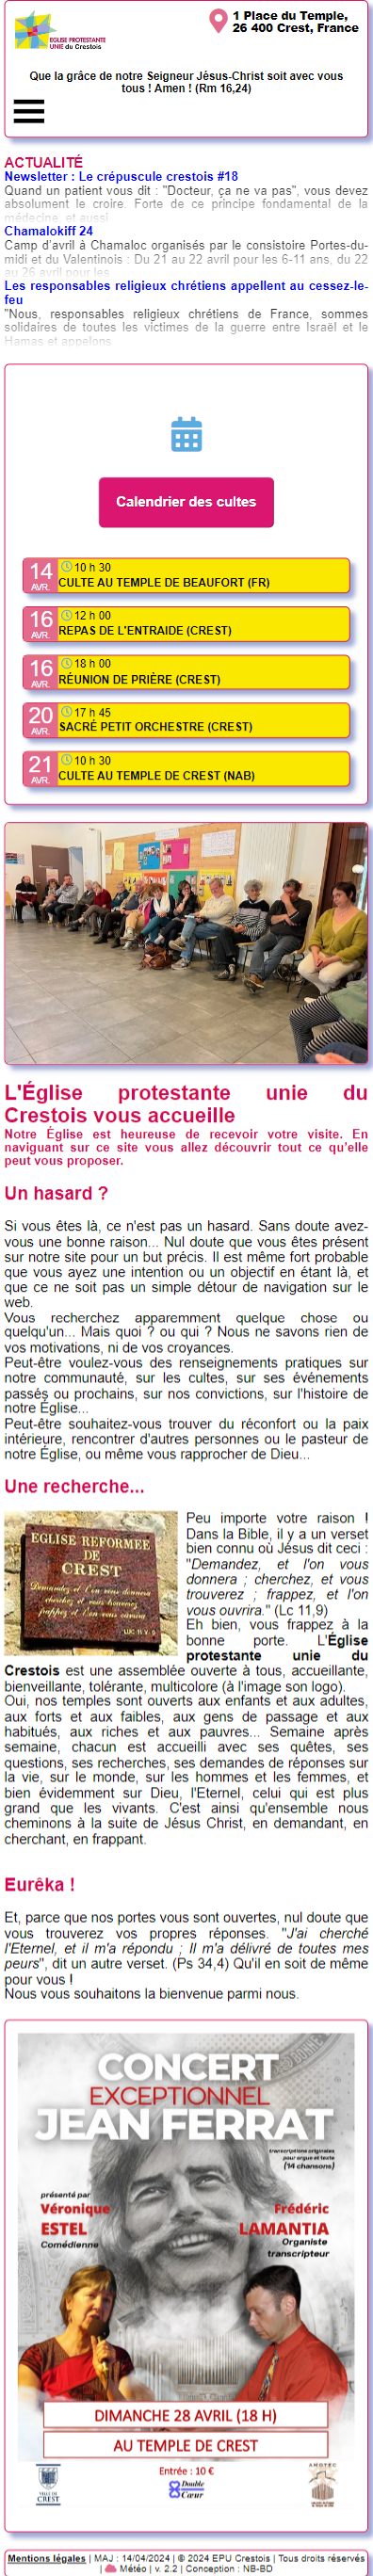 EGLISE PROTESTANTE
UNIE du Crestois
1 Place du Temple,
26 400 Crest, France
Que la grâce de notre Seigneur Jésus-Christ soit avec vous
tous ! Amen ! (Rm 16,24)
ACTUALITÉ
Newsletter : Le crépuscule crestois #18
Quand un patient vous dit : "Docteur, ça ne va pas", vous devez
absolument le croire. Forte de ce principe fondamental de la
médecine, et aussi
Chamalokiff 24
Camp d'avril à Chamaloc organisés par le consistoire Portes-du-
midi et du Valentinois : Du 21 au 22 avril pour les 6-11 ans, du 22
au 26 avril pour les
Les responsables religieux chrétiens appellent au cessez-le-
feu
"Nous, responsables religieux chrétiens de France, sommes
solidaires de toutes les victimes de la guerre entre Israël et le
Hamas et appelons
Calendrier des cultes
14 AVR.
10 h 30
CULTE AU TEMPLE DE BEAUFORT (FR)
16 AVR.
12 h 00
REPAS DE L'ENTRAIDE (CREST)
16 AVR.
18 h 00
RÉUNION DE PRIÈRE (CREST)
20 AVR.
17 h 45
SACRÉ PETIT ORCHESTRE (CREST)
21 AVR.
10 h 30
CULTE AU TEMPLE DE CREST (NAB)
L'Église protestante unie du
Crestois vous accueille
Notre Église est heureuse de recevoir votre visite. En
naviguant sur ce site vous allez découvrir tout ce qu'elle
peut vous proposer.
Un hasard ?
Si vous êtes là, ce n'est pas un hasard. Sans doute avez-
vous une bonne raison... Nul doute que vous êtes présent
sur notre site pour un but précis. Il est même fort probable
que vous ayez une intention ou un objectif en étant là, et
que ce ne soit pas un simple détour de navigation sur le
web.
Vous recherchez apparemment quelque chose ou
quelqu'un... Mais quoi ? ou qui ? Nous ne savons rien de
vos motivations, ni de vos croyances.
Peut-être voulez-vous des renseignements pratiques sur
notre communauté, sur les cultes, sur ses événements
passés ou prochains, sur nos convictions, sur l'histoire de
notre Église...
Peut-être souhaitez-vous trouver du réconfort ou la paix
intérieure, rencontrer d'autres personnes ou le pasteur de
notre Église, ou même vous rapprocher de Dieu...
Une recherche...
EGLISE REFORMEE
DE
CREST
Demandez et l'on vous donnera
cherchez et vous trouverez
frappez et l'on vous ouvrira
LUC 11 V. 9
Peu importe votre raison !
Dans la Bible, il y a un verset
bien connu où Jésus dit ceci :
"Demandez, et l'on vous
donnera ; cherchez, et vous
trouverez ; frappez, et l'on
vous ouvrira." (Lc 11,9)
Eh bien, vous frappez à la
bonne porte. L'Église
protestante unie du
Crestois est une assemblée ouverte à tous, accueillante,
bienveillante, tolérante, multicolore (à l'image son logo).
Oui, nos temples sont ouverts aux enfants et aux adultes,
aux forts et aux faibles, aux gens de passage et aux
habitués, aux riches et aux pauvres... Semaine après
semaine, chacun est accueilli avec ses quêtes, ses
questions, ses recherches, ses demandes de réponses sur
la vie, sur le monde, sur les hommes et les femmes, et
bien évidemment sur Dieu, l'Eternel, celui qui est plus
grand que les vivants. C'est ainsi qu'ensemble nous
cheminons à la suite de Jésus Christ, en demandant, en
cherchant, en frappant.
Eurêka !
Et, parce que nos portes vous sont ouvertes, nul doute que
vous trouverez vos propres réponses. "J'ai cherché
l'Eternel, et il m'a répondu ; Il m'a délivré de toutes mes
peurs", dit un autre verset. (Ps 34,4) Qu'il en soit de même
pour vous !
Nous vous souhaitons la bienvenue parmi nous.
CONCERT
EXCEPTIONNEL
JEAN FERRAT
transcriptions originales
pour orgue et texte
(14 chansons)
présenté par
Véronique
ESTEL
Comédienne
Frédéric
LAMANTIA
Organiste
transcripteur
DIMANCHE 28 AVRIL (18 H)
AU TEMPLE DE CREST
Entrée : 10 €
VILLE DE
CREST
Double
Cœur
Mentions légales | MAJ : 14/04/2024 | © 2024 EPU Crestois | Tous droits réservés
| Météo | v. 2.2 | Conception : NB-BD